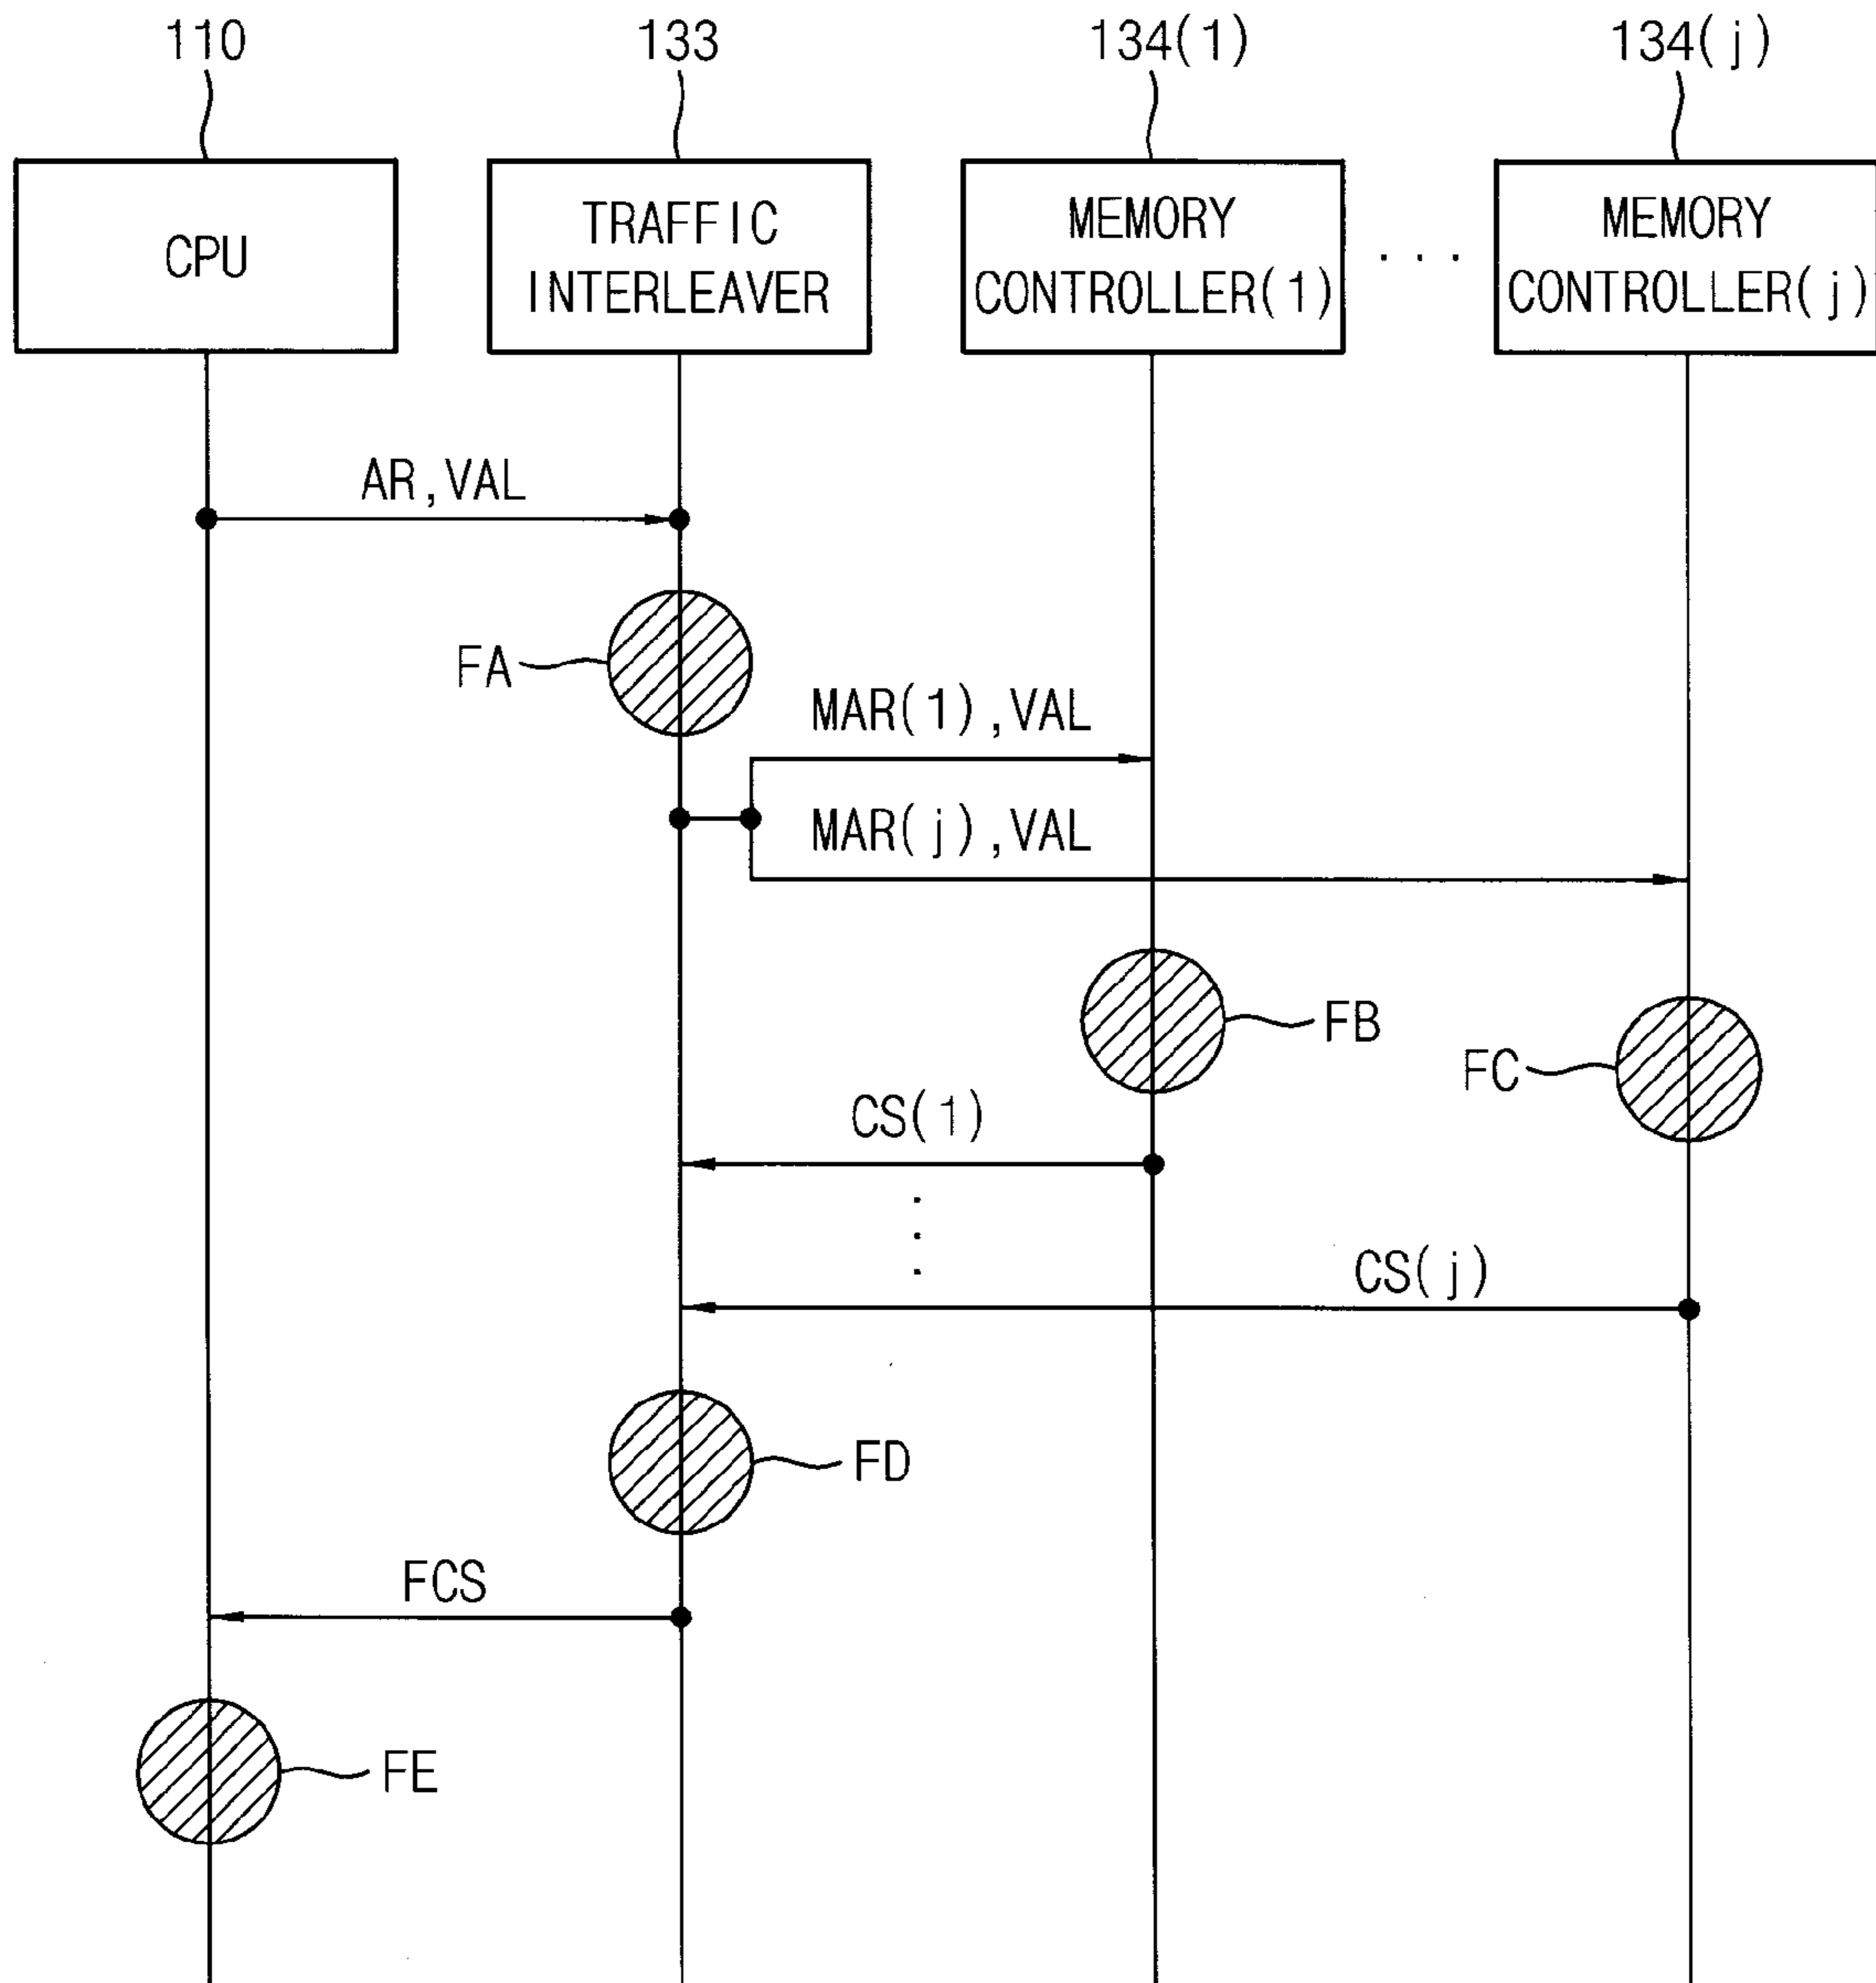 110
133
134(1)
134(j)
CPU
TRAFFIC
INTERLEAVER
MEMORY
CONTROLLER(1)
. . .
MEMORY
CONTROLLER(j)
AR,VAL
FA
MAR(1),VAL
MAR(j),VAL
FB
FC
CS(1)
CS(j)
FD
FCS
FE